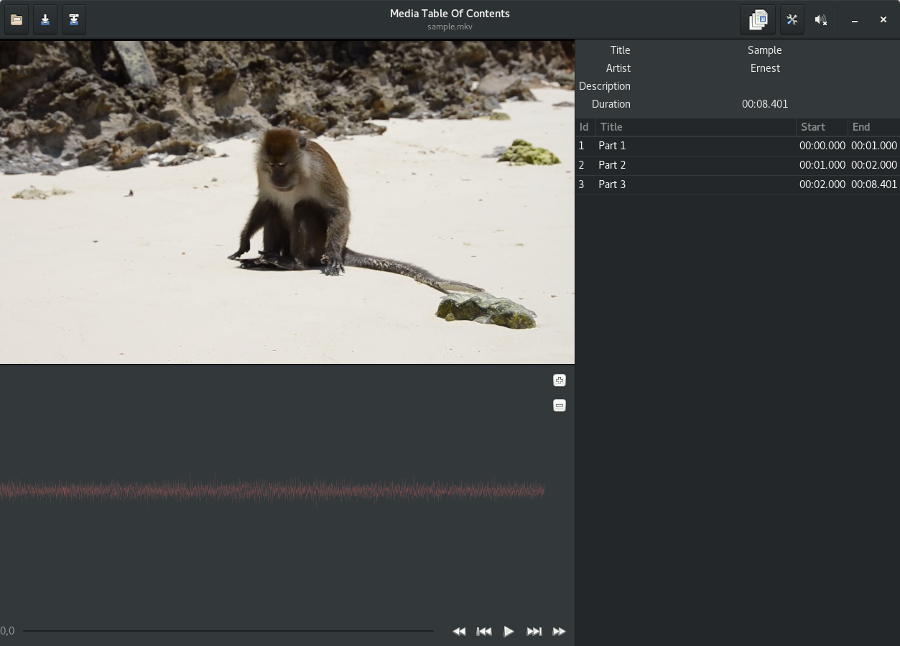 Media Table Of Contents
sample.mkv
Title Sample
Artist Ernest
Description
Duration 00:08.401
Id Title Start End
1 Part 1 00:00.000 00:01.000
2 Part 2 00:01.000 00:02.000
3 Part 3 00:02.000 00:08.401
0,0